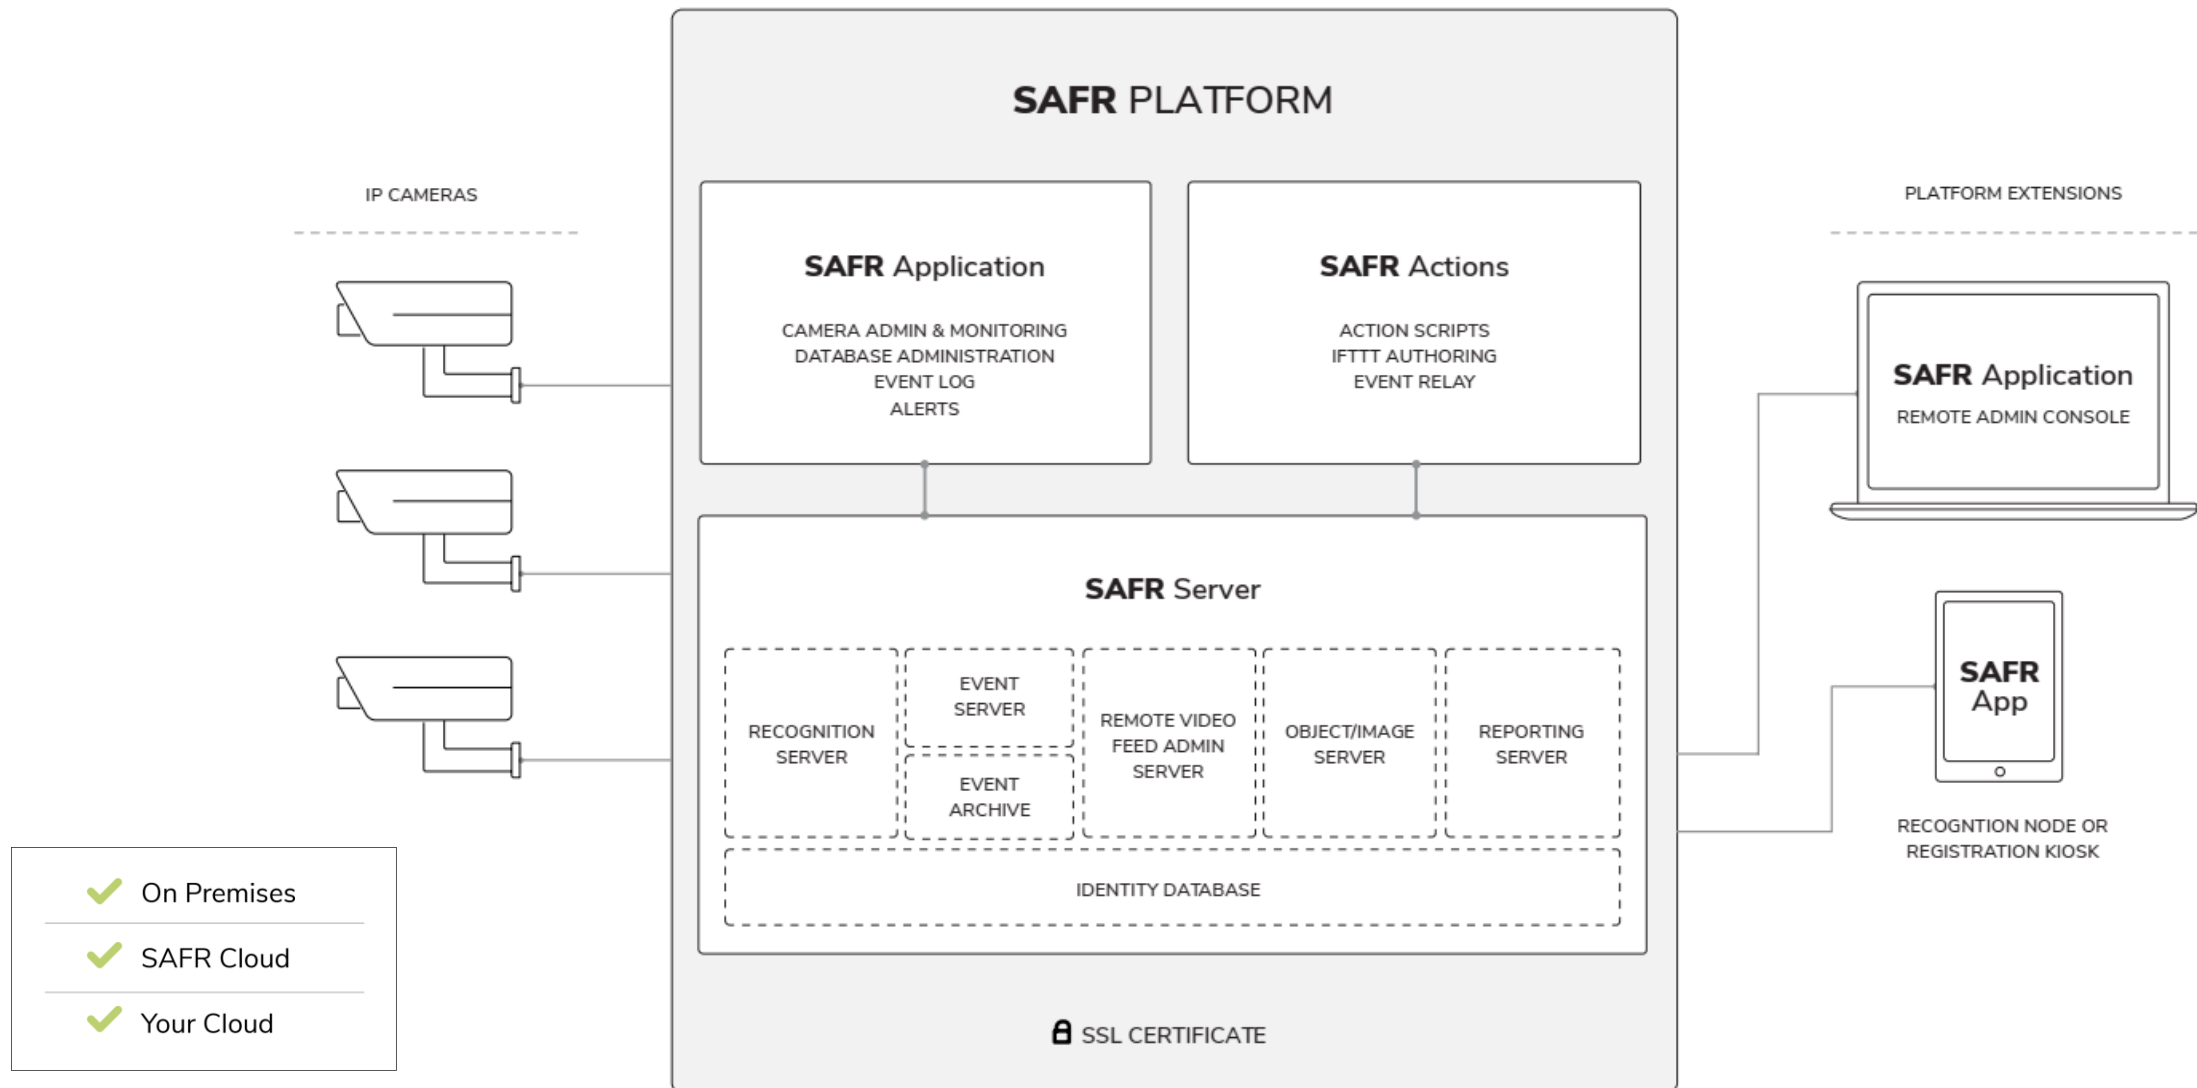 SAFR PLATFORM
IP CAMERAS
SAFR Application
CAMERA ADMIN & MONITORING
DATABASE ADMINISTRATION
EVENT LOG
ALERTS
SAFR Actions
ACTION SCRIPTS
IFTTT AUTHORING
EVENT RELAY
SAFR Server
RECOGNITION
SERVER
EVENT
SERVER
EVENT
ARCHIVE
REMOTE VIDEO
FEED ADMIN
SERVER
OBJECT/IMAGE
SERVER
REPORTING
SERVER
IDENTITY DATABASE
SSL CERTIFICATE
PLATFORM EXTENSIONS
SAFR Application
REMOTE ADMIN CONSOLE
SAFR
App
RECOGNTION NODE OR
REGISTRATION KIOSK
On Premises
SAFR Cloud
Your Cloud